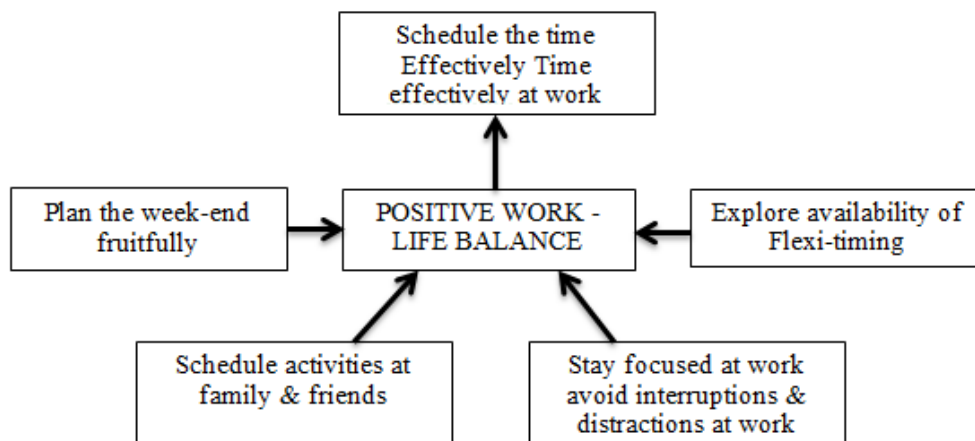 Schedule the time
Effectively Time
effectively at work
Plan the week-end
fruitfully
POSITIVE WORK -
LIFE BALANCE
Explore availability of
Flexi-timing
Schedule activities at
family & friends
Stay focused at work
avoid interruptions &
distractions at work